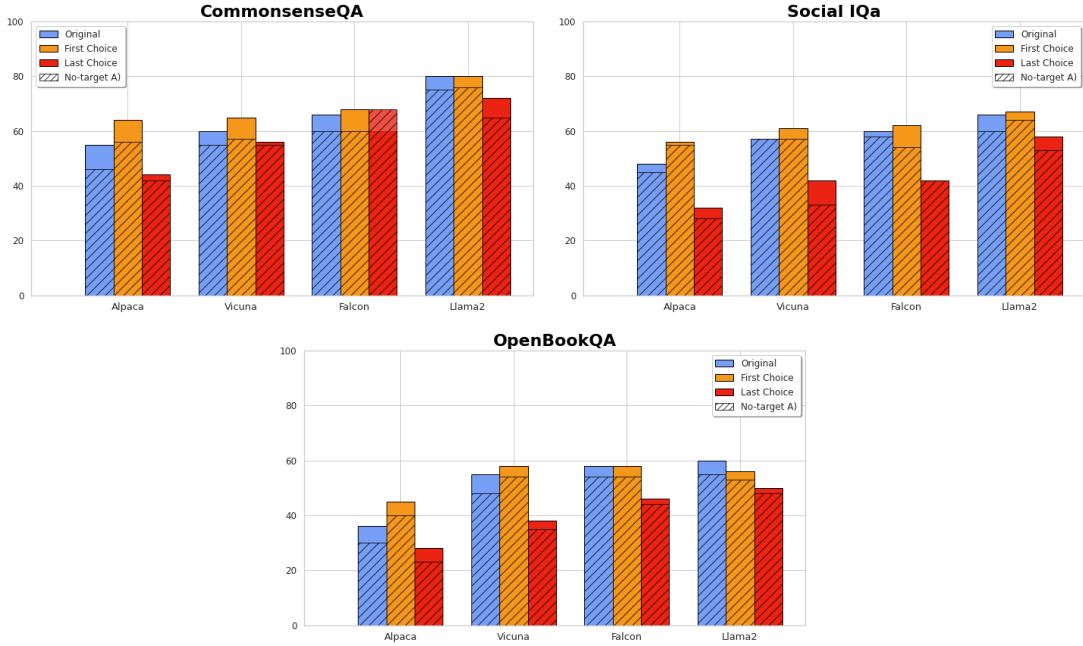 CommonsenseQA
100
80
60
40
20
0
Original
First Choice
Last Choice
No-target A)
Alpaca
Vicuna
Falcon
Llama2
Social IQa
100
80
60
40
20
0
Original
First Choice
Last Choice
No-target A)
Alpaca
Vicuna
Falcon
Llama2
OpenBookQA
100
80
60
40
20
0
Original
First Choice
Last Choice
No-target A)
Alpaca
Vicuna
Falcon
Llama2